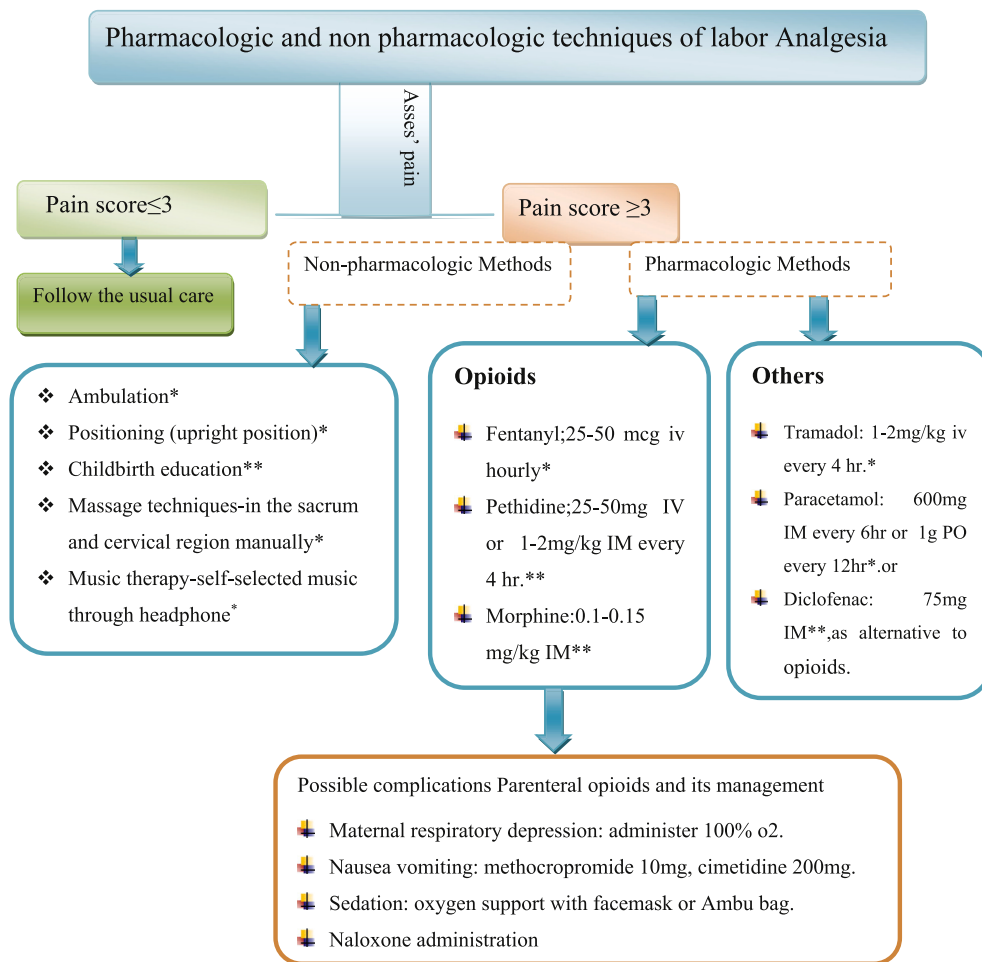 Pharmacologic and non pharmacologic techniques of labor Analgesia
Asses’ pain
Pain score≤3
Pain score ≥3
Non-pharmacologic Methods
Pharmacologic Methods
Follow the usual care
Ambulation*
Positioning (upright position)*
Childbirth education**
Massage techniques-in the sacrum
and cervical region manually*
Music therapy-self-selected music
through headphone*
Opioids
Fentanyl;25-50 mcg iv
hourly*
Pethidine;25-50mg IV
or 1-2mg/kg IM every
4 hr.**
Morphine:0.1-0.15
mg/kg IM**
Others
Tramadol: 1-2mg/kg iv
every 4 hr.*
Paracetamol: 600mg
IM every 6hr or 1g PO
every 12hr*.or
Diclofenac: 75mg
IM**,as alternative to
opioids.
Possible complications Parenteral opioids and its management
Maternal respiratory depression: administer 100% o2.
Nausea vomiting: methocropromide 10mg, cimetidine 200mg.
Sedation: oxygen support with facemask or Ambu bag.
Naloxone administration